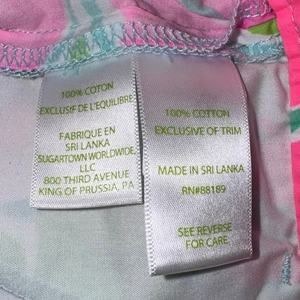 100% COTTON
EXCLUSIF DE L'EQUILIBRE
FABRIQUE EN
SRI LANKA
SUGARTOWN WORLDWIDE,
LLC
800 THIRD AVENUE
KING OF PRUSSIA, PA
100% COTTON
EXCLUSIVE OF TRIM
MADE IN SRI LANKA
RN#88189
SEE REVERSE
FOR CARE